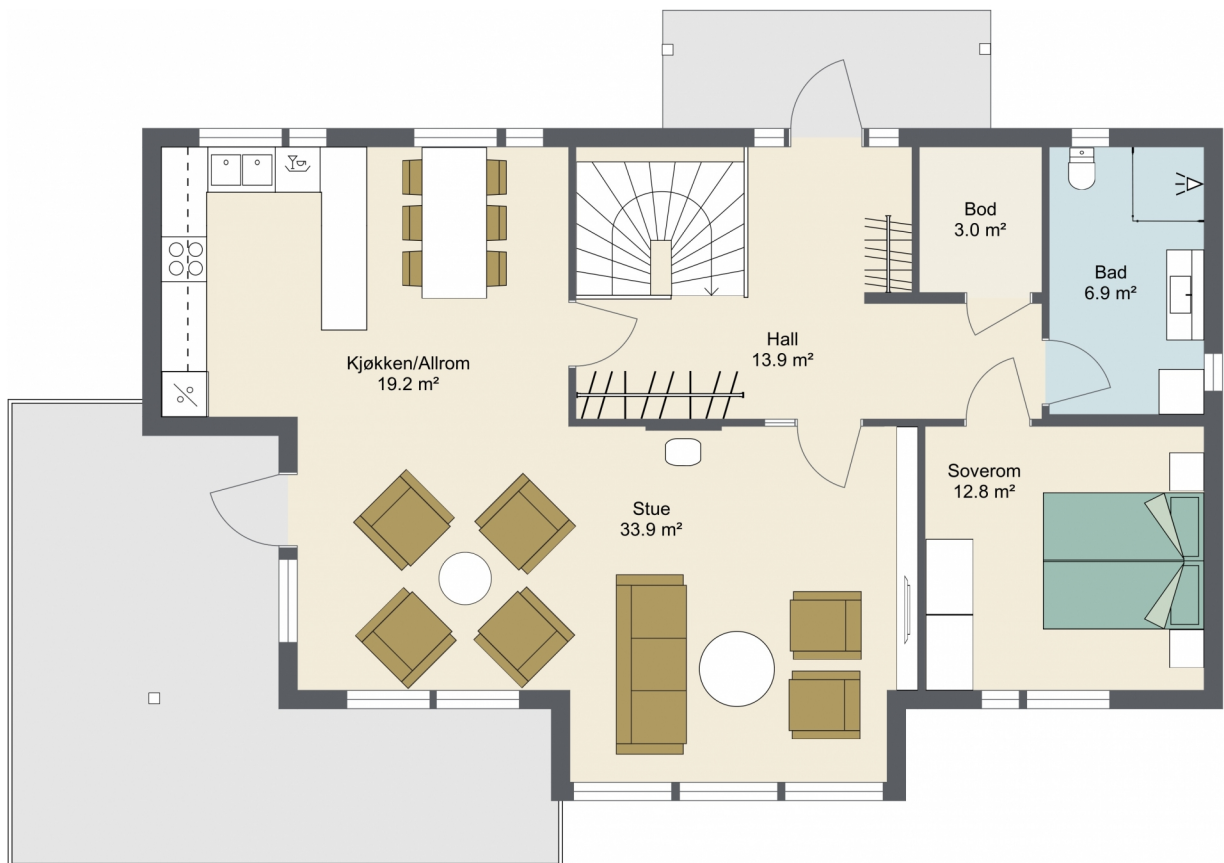 Bod
3.0 m²
Bad
6.9 m²
Hall
13.9 m²
Kjøkken/Allrom
19.2 m²
Soverom
12.8 m²
Stue
33.9 m²